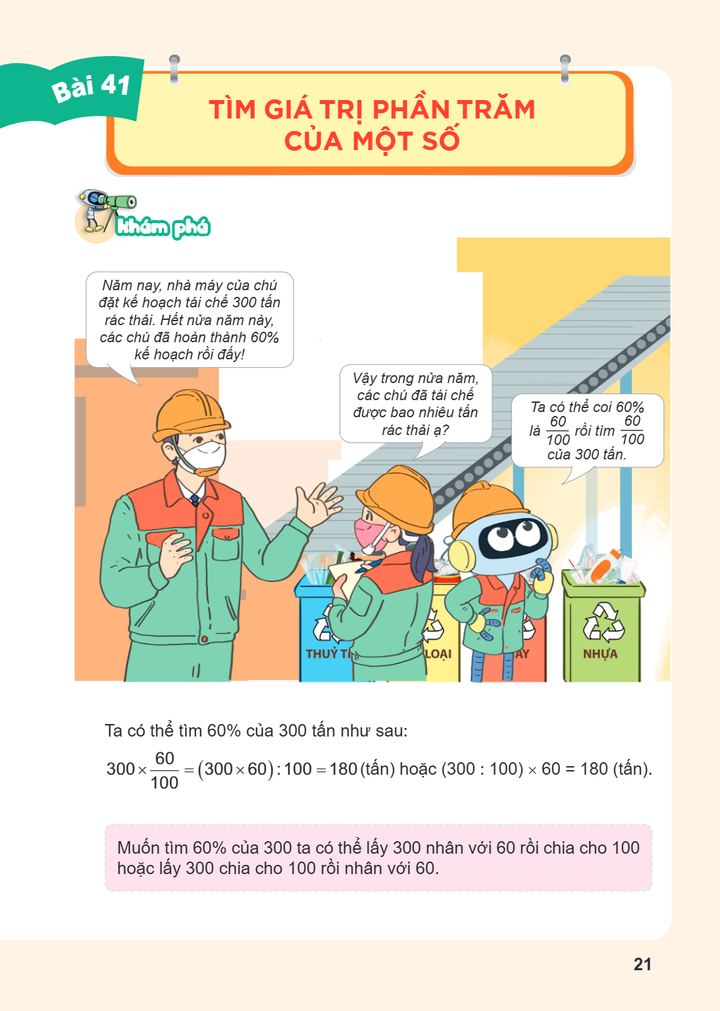 Bài 41
TÌM GIÁ TRỊ PHẦN TRĂM
CỦA MỘT SỐ
khám phá
Năm nay, nhà máy của chú
đặt kế hoạch tái chế 300 tấn
rác thải. Hết nửa năm này,
các chú đã hoàn thành 60%
kế hoạch rồi đấy!
Vậy trong nửa năm,
các chú đã tái chế
được bao nhiêu tấn
rác thải ạ?
Ta có thể coi 60%
là 60/100 rồi tìm 60/100
của 300 tấn.
THUỶ TI
LOẠI
ẤY
NHỰA
Ta có thể tìm 60% của 300 tấn như sau:
300 × 60/100 = (300 × 60) : 100 = 180 (tấn) hoặc (300 : 100) × 60 = 180 (tấn).
Muốn tìm 60% của 300 ta có thể lấy 300 nhân với 60 rồi chia cho 100
hoặc lấy 300 chia cho 100 rồi nhân với 60.
21